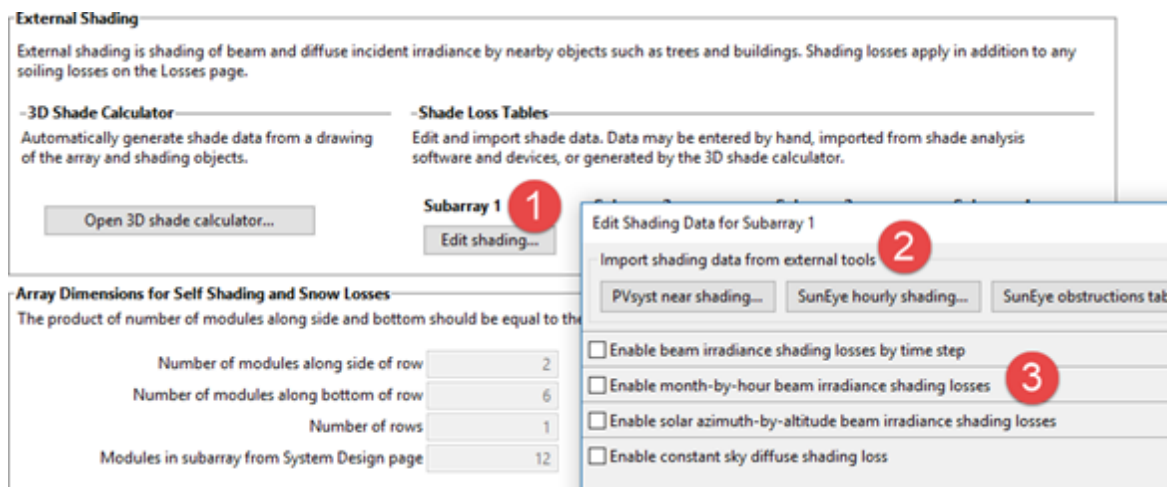 External Shading
External shading is shading of beam and diffuse incident irradiance by nearby objects such as trees and buildings. Shading losses apply in addition to any
soiling losses on the Losses page.
3D Shade Calculator
Automatically generate shade data from a drawing
of the array and shading objects.
Open 3D shade calculator...
Shade Loss Tables
Edit and import shade data. Data may be entered by hand, imported from shade analysis
software and devices, or generated by the 3D shade calculator.
Subarray 1
1
Edit shading...
Array Dimensions for Self Shading and Snow Losses
The product of number of modules along side and bottom should be equal to the
Number of modules along side of row 2
Number of modules along bottom of row 6
Number of rows 1
Modules in subarray from System Design page 12
Edit Shading Data for Subarray 1
2
Import shading data from external tools
PVsyst near shading... SunEye hourly shading... SunEye obstructions tab
Enable beam irradiance shading losses by time step
Enable month-by-hour beam irradiance shading losses
3
Enable solar azimuth-by-altitude beam irradiance shading losses
Enable constant sky diffuse shading loss